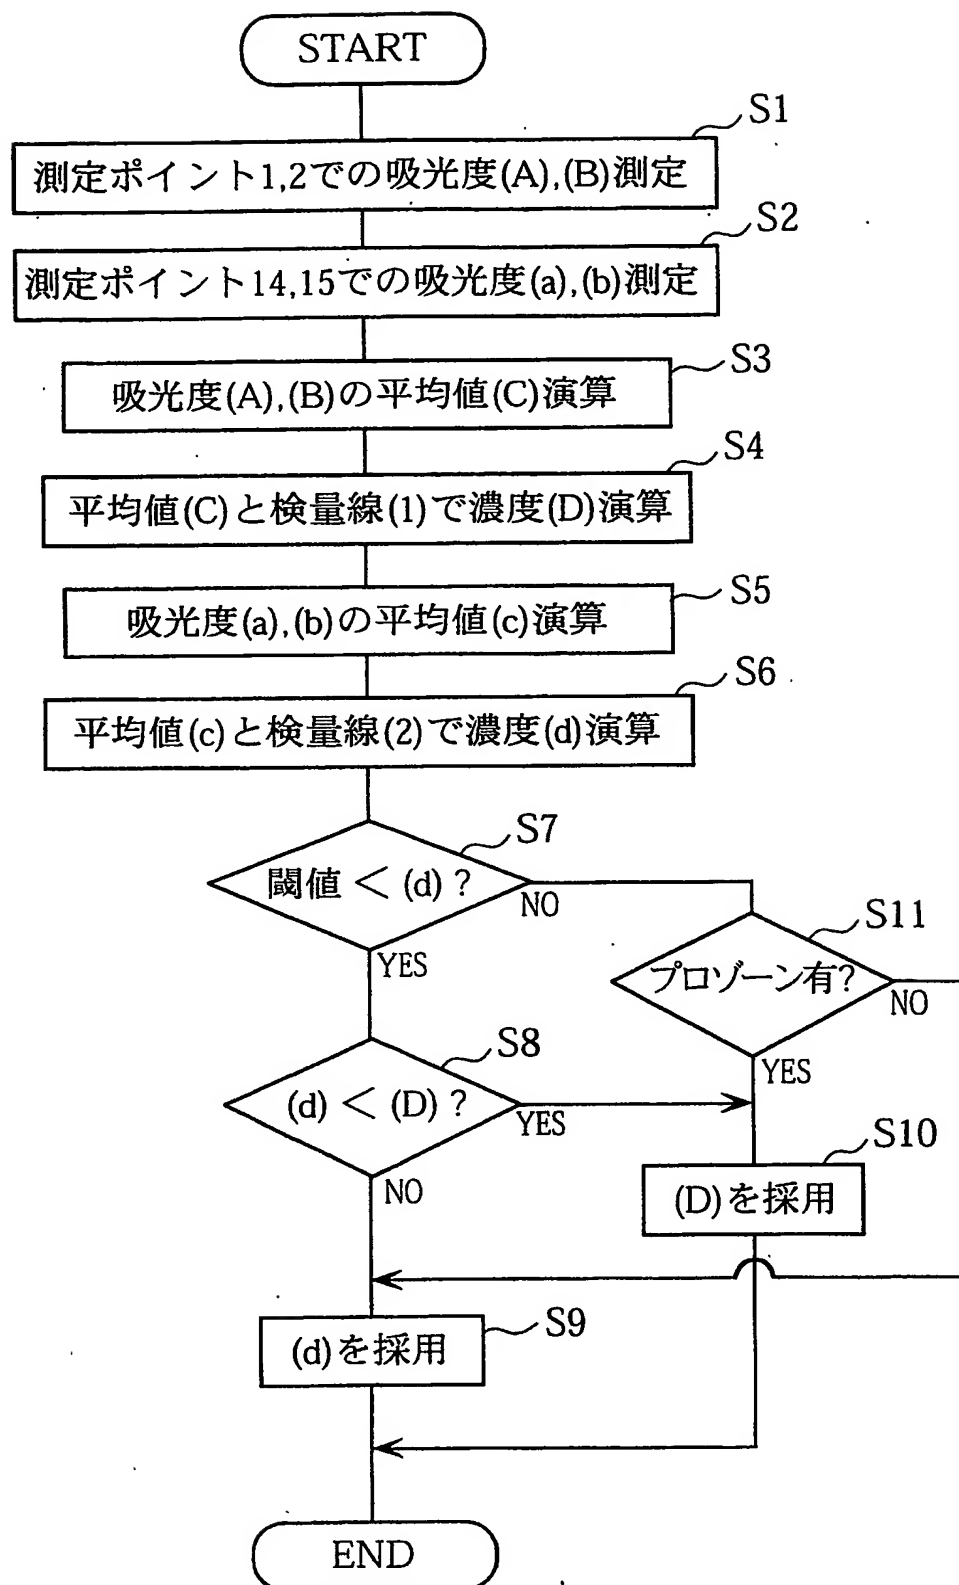 START
S1
測定ポイント1,2での吸光度(A),(B)測定
S2
測定ポイント14,15での吸光度(a),(b)測定
S3
吸光度(A),(B)の平均値(C)演算
S4
平均値(C)と検量線(1)で濃度(D)演算
S5
吸光度(a),(b)の平均値(c)演算
S6
平均値(c)と検量線(2)で濃度(d)演算
S7
閾値 < (d) ?
NO
YES
S11
プロゾーン有?
NO
YES
S8
(d) < (D) ?
YES
NO
S10
(D)を採用
S9
(d)を採用
END